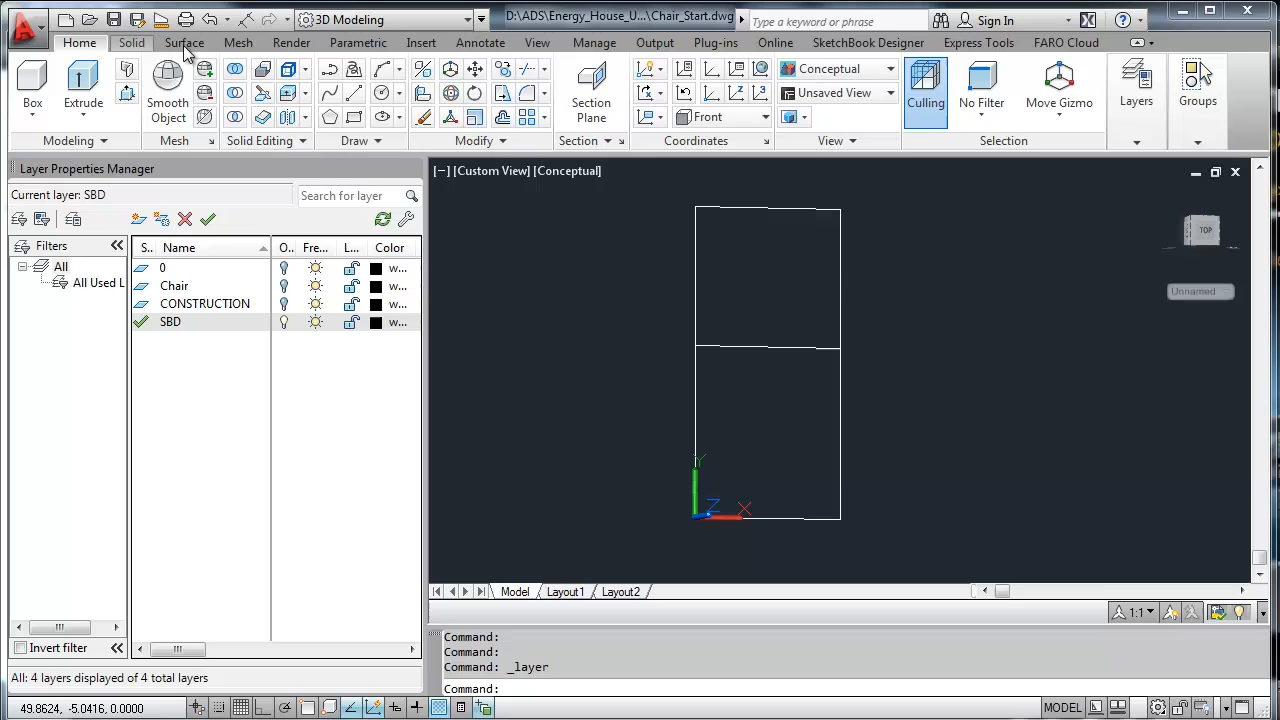 3D Modeling
D:\ADS\Energy_House_U...\Chair_Start.dwg
Type a keyword or phrase
Sign In
Home
Solid
Surface
Mesh
Render
Parametric
Insert
Annotate
View
Manage
Output
Plug-ins
Online
SketchBook Designer
Express Tools
FARO Cloud
Box
Extrude
Smooth
Object
Section
Plane
Front
Conceptual
Unsaved View
Culling
No Filter
Move Gizmo
Layers
Groups
Modeling
Mesh
Solid Editing
Draw
Modify
Section
Coordinates
View
Selection
Layer Properties Manager
Current layer: SBD
Search for layer
Filters
All
All Used L
S..
Name
O..
Fre...
L...
Color
0
w...
Chair
w...
CONSTRUCTION
w...
SBD
w...
Invert filter
All: 4 layers displayed of 4 total layers
[−] [Custom View] [Conceptual]
TOP
Unnamed
Y
Z
X
Model
Layout1
Layout2
1:1
Command:
Command:
Command: _layer
Command:
49.8624, -5.0416, 0.0000
MODEL